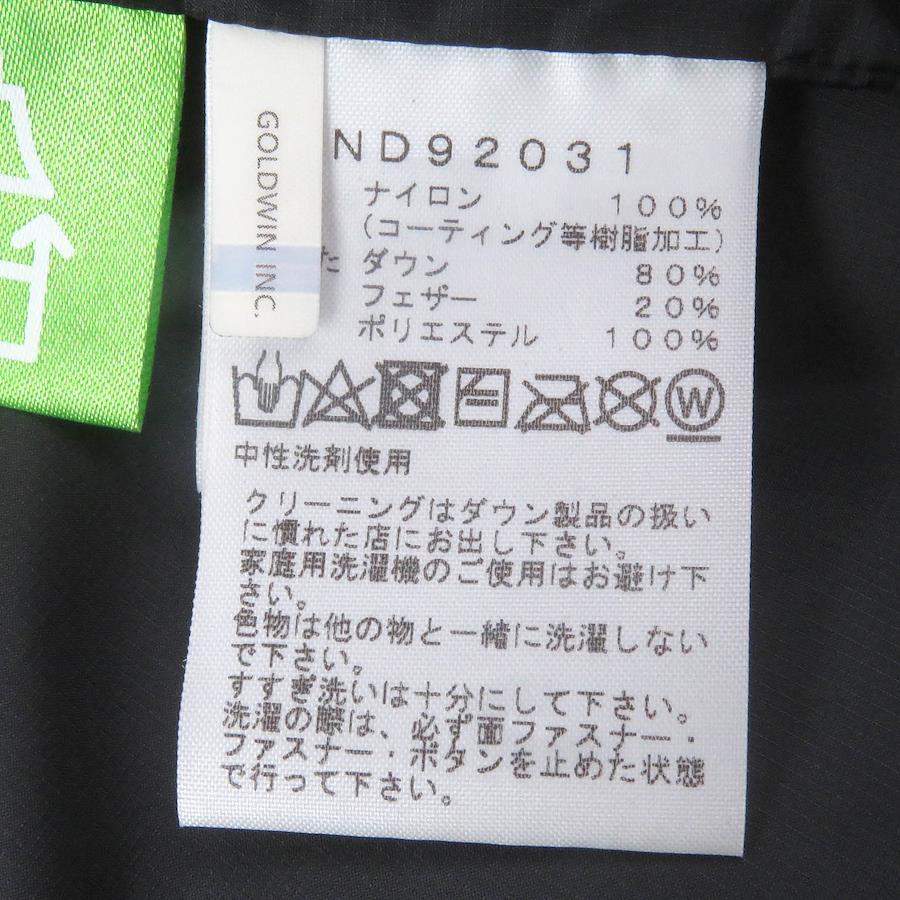 GOLDWIN INC.
ND92031
ナイロン 100%
(コーティング等樹脂加工)
た ダウン 80%
フェザー 20%
ポリエステル 100%
W
中性洗剤使用
クリーニングはダウン製品の扱い
に慣れた店にお出し下さい。
家庭用洗濯機のご使用はお避け下
さい。
色物は他の物と一緒に洗濯しない
で下さい。
すすぎ洗いは十分にして下さい。
洗濯の際は、必ず面ファスナー・
ファスナー・ボタンを止めた状態
で行って下さい。